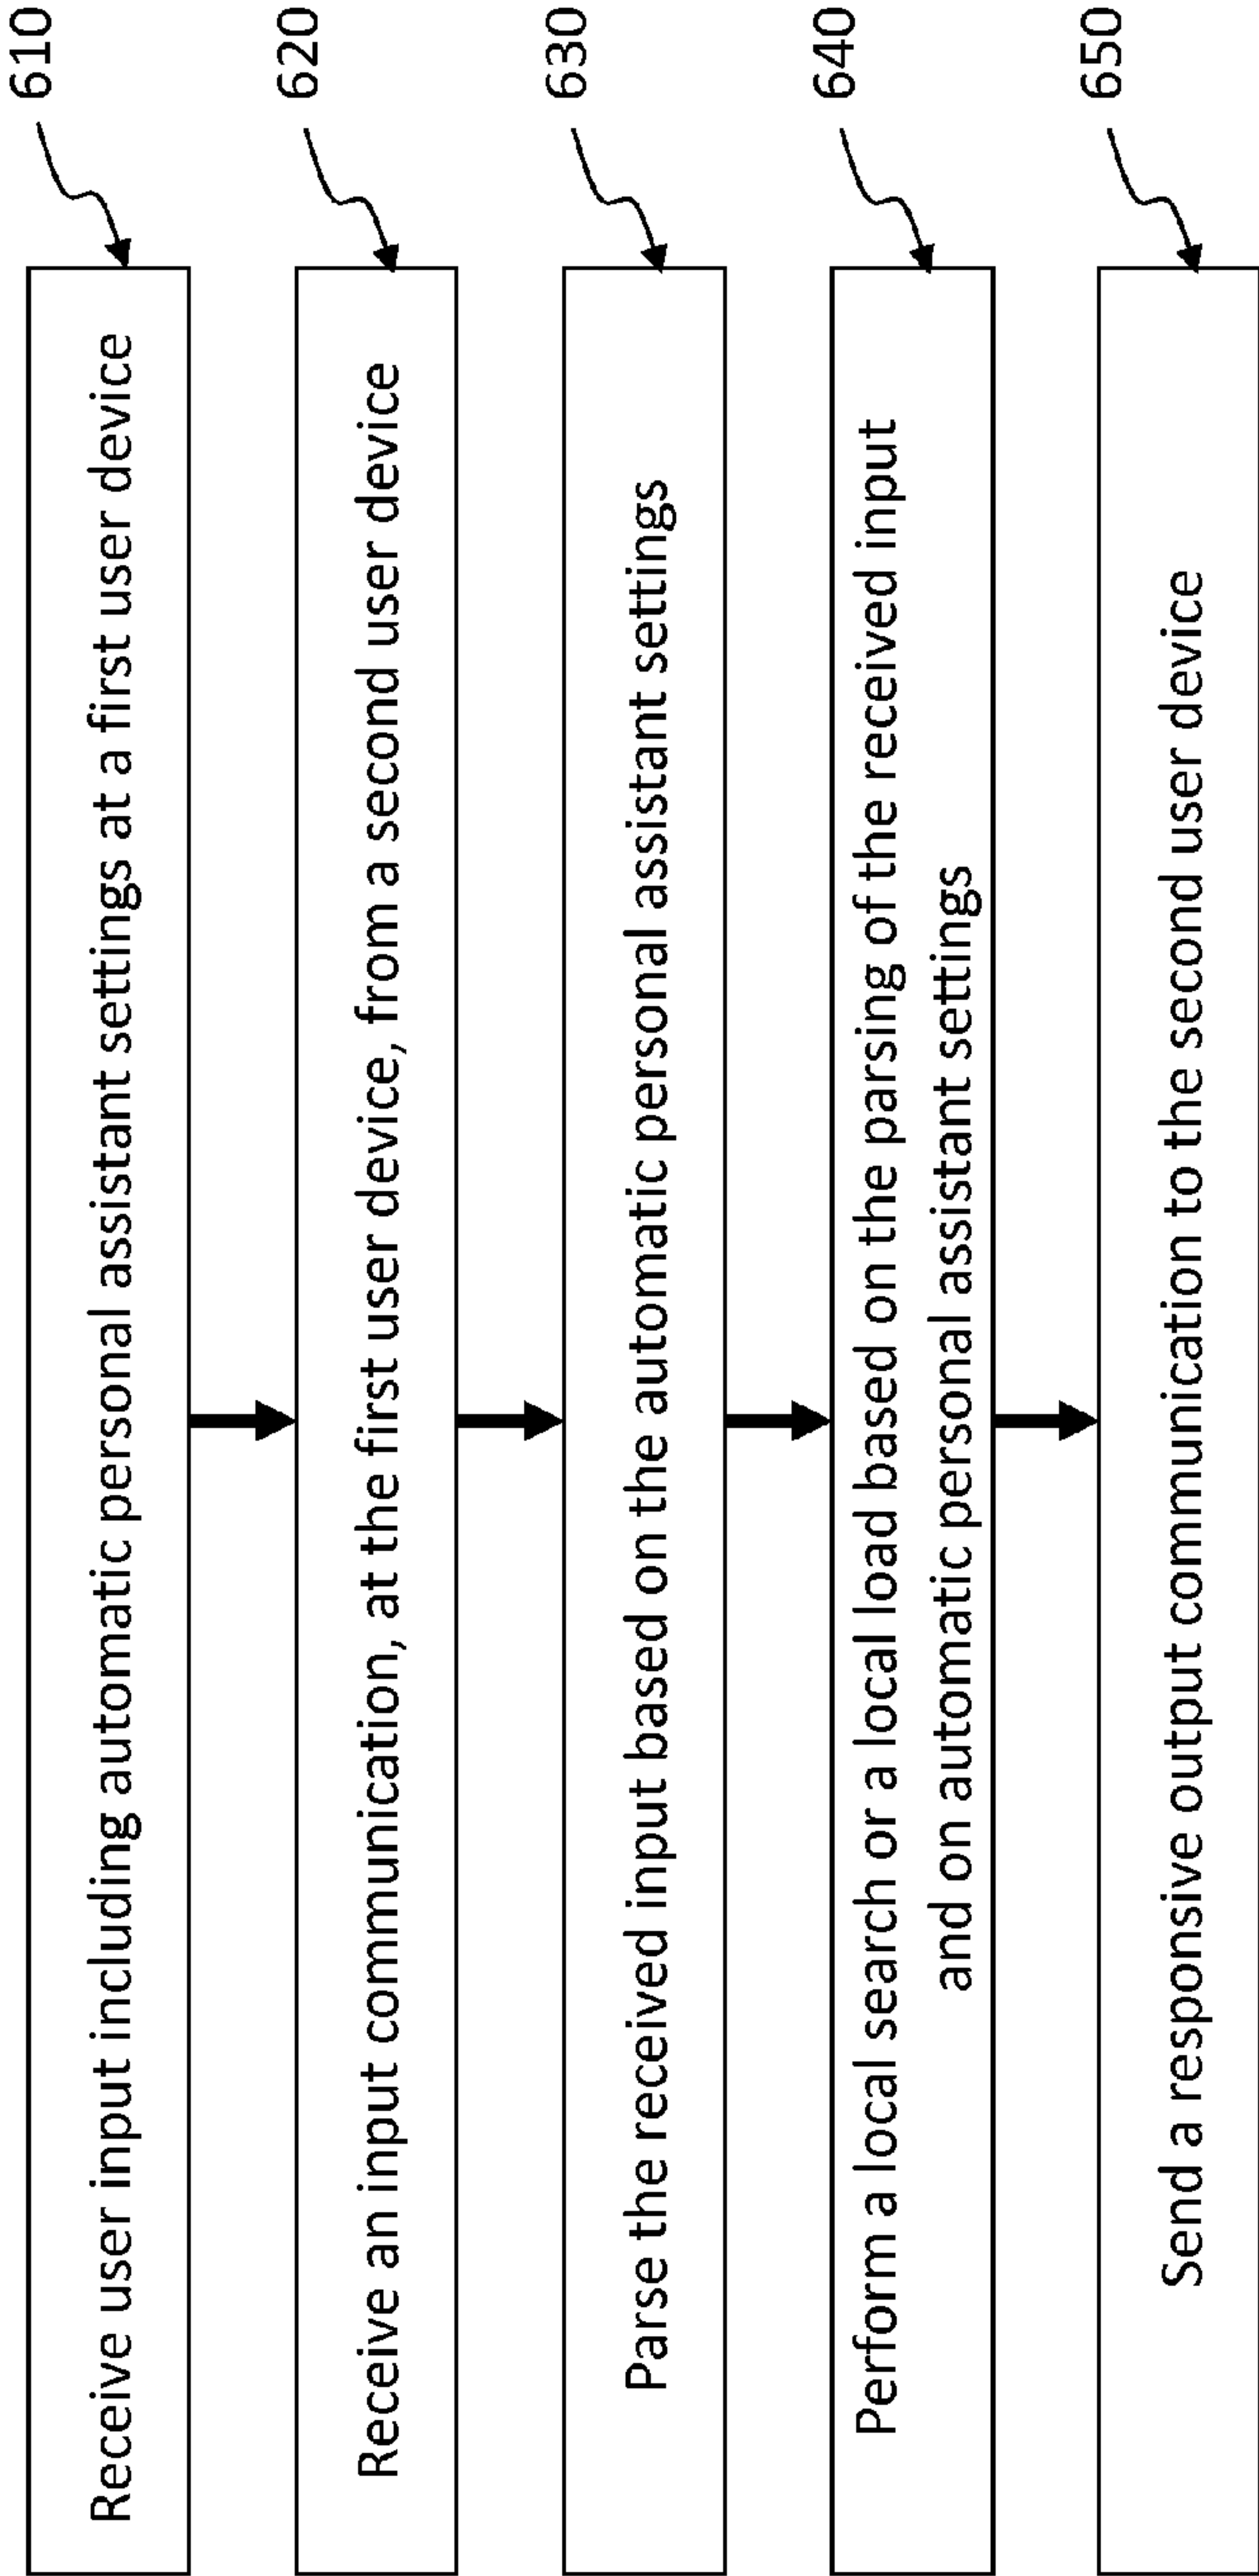 Receive user input including automatic personal assistant settings at a first user device
610
Receive an input communication, at the first user device, from a second user device
620
Parse the received input based on the automatic personal assistant settings
630
Perform a local search or a local load based on the parsing of the received input
and on automatic personal assistant settings
640
Send a responsive output communication to the second user device
650